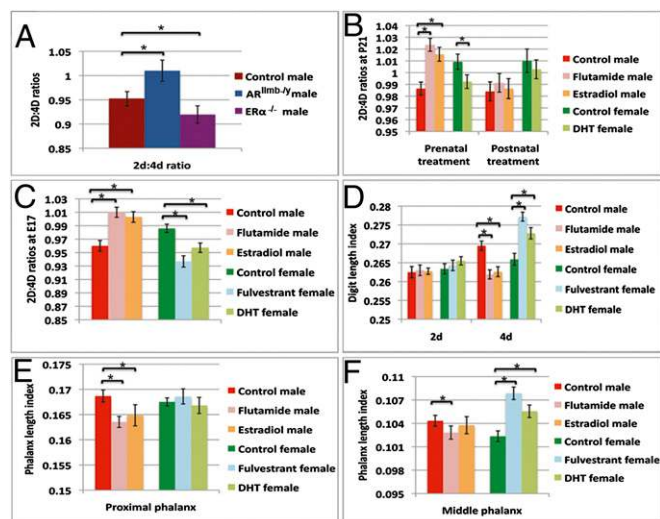 A
2D:4D ratios
1.05
1
0.95
0.9
0.85
*
*
2d:4d ratio
Control male
AR^limb-/y male
ERα^-/- male
B
2D:4D ratios at P21
1.04
1.03
1.02
1.01
1
0.99
0.98
0.97
0.96
0.95
*
*
*
Prenatal
treatment
Postnatal
treatment
Control male
Flutamide male
Estradiol male
Control female
DHT female
C
2D:4D ratios at E17
1.03
1.01
0.99
0.97
0.95
0.93
0.91
0.89
0.87
0.85
*
*
*
*
Control male
Flutamide male
Estradiol male
Control female
Fulvestrant female
DHT female
D
Digit length index
0.28
0.275
0.27
0.265
0.26
0.255
0.25
*
*
*
*
2d
4d
Control male
Flutamide male
Estradiol male
Control female
Fulvestrant female
DHT female
E
Phalanx length index
0.175
0.17
0.165
0.16
0.155
0.15
*
*
Proximal phalanx
Control male
Flutamide male
Estradiol male
Control female
Fulvestrant female
DHT female
F
Phalanx length index
0.11
0.107
0.104
0.101
0.098
0.095
*
*
*
Middle phalanx
Control male
Flutamide male
Estradiol male
Control female
Fulvestrant female
DHT female